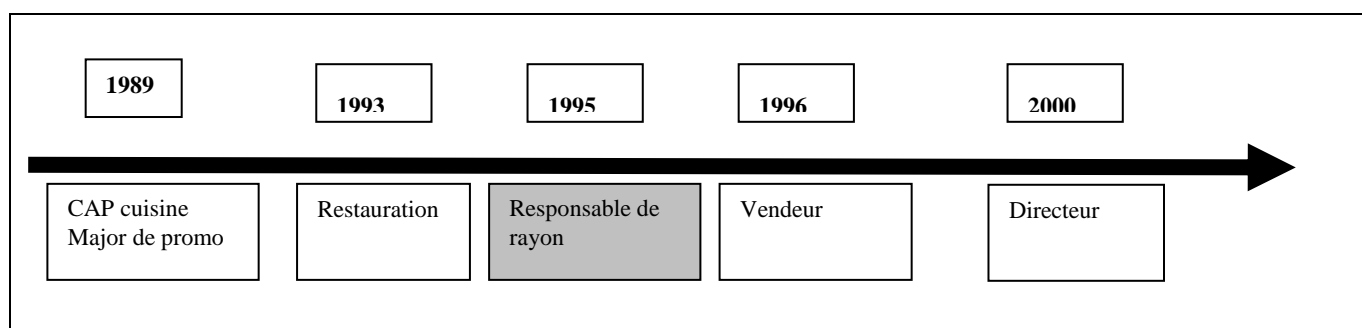 1989
1993
1995
1996
2000
CAP cuisine
Major de promo
Restauration
Responsable de
rayon
Vendeur
Directeur